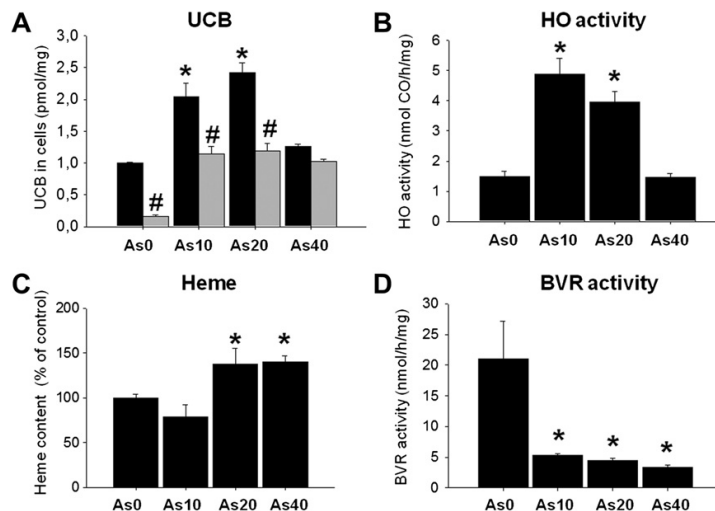 A
UCB
UCB in cells (pmol/mg)
3,0
2,5
2,0
1,5
1,0
0,5
0,0
*
*
#
#
#
As0 As10 As20 As40
B
HO activity
HO activity (nmol CO/h/mg)
6
5
4
3
2
1
0
*
*
As0 As10 As20 As40
C
Heme
Heme content (% of control)
200
150
100
50
0
* *
As0 As10 As20 As40
D
BVR activity
BVR activity (nmol/h/mg)
30
25
20
15
10
5
0
* * *
As0 As10 As20 As40